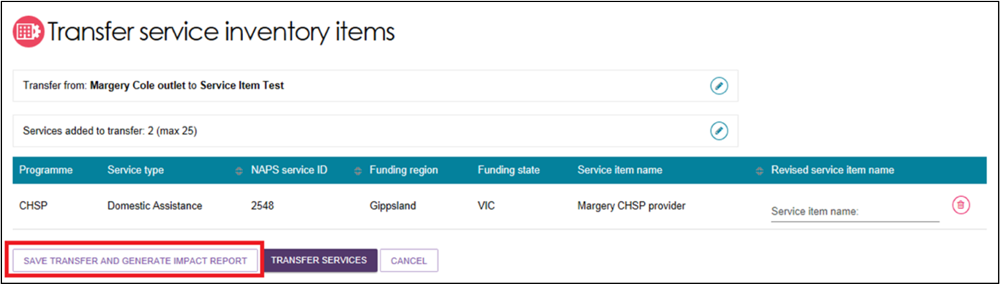 Transfer service inventory items
Transfer from: Margery Cole outlet to Service Item Test
Services added to transfer: 2 (max 25)
Programme Service type NAPS service ID Funding region Funding state Service item name Revised service item name
CHSP Domestic Assistance 2548 Gippsland VIC Margery CHSP provider Service item name:
SAVE TRANSFER AND GENERATE IMPACT REPORT TRANSFER SERVICES CANCEL